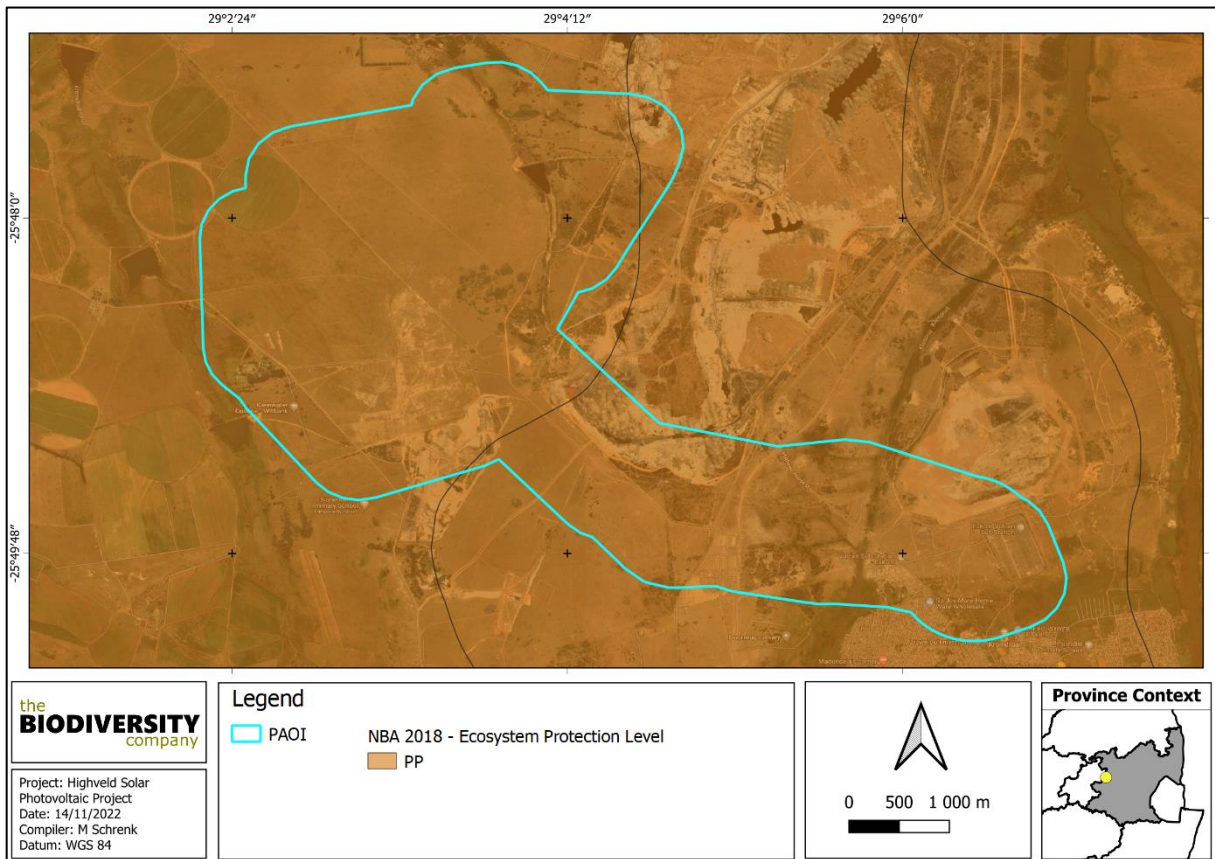 29°2′24″
29°4′12″
29°6′0″
-25°48′0″
-25°49′48″
the
BIODIVERSITY
company
Project: Highveld Solar
Photovoltaic Project
Date: 14/11/2022
Compiler: M Schrenk
Datum: WGS 84
Legend
PAOI
NBA 2018 - Ecosystem Protection Level
PP
0 500 1 000 m
Province Context